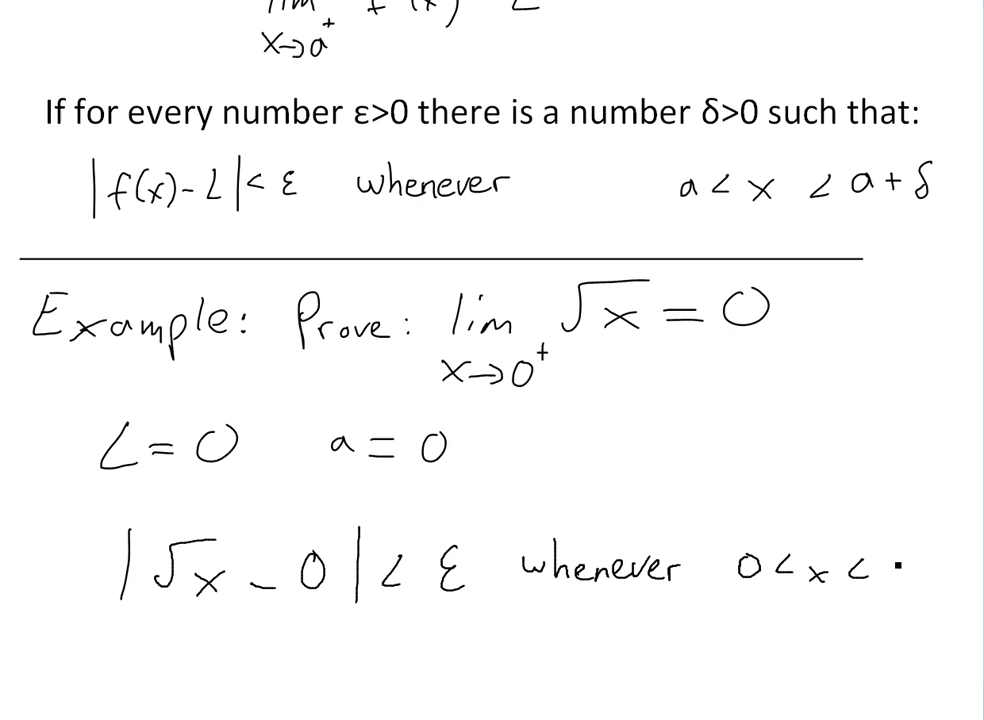 lim f(x) = L
x→a⁺
If for every number ε>0 there is a number δ>0 such that:
|f(x)-L|< ε whenever a < x < a+δ
Example: Prove: lim √x = 0
x→0⁺
L=0 a=0
|√x - 0| < ε whenever 0<x<